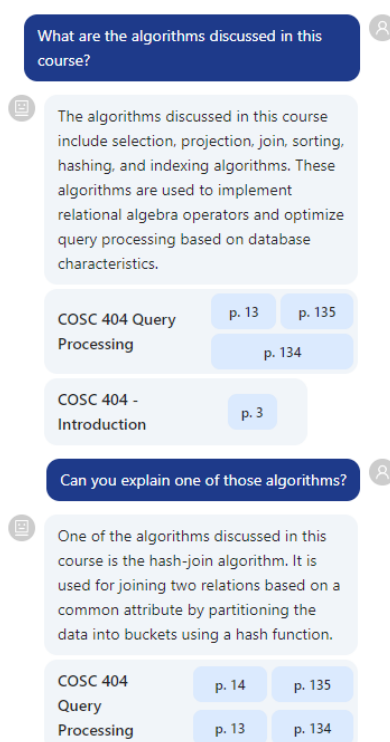 What are the algorithms discussed in this
course?
The algorithms discussed in this course
include selection, projection, join, sorting,
hashing, and indexing algorithms. These
algorithms are used to implement
relational algebra operators and optimize
query processing based on database
characteristics.
COSC 404 Query
Processing
p. 13
p. 135
p. 134
COSC 404 -
Introduction
p. 3
Can you explain one of those algorithms?
One of the algorithms discussed in this
course is the hash-join algorithm. It is
used for joining two relations based on a
common attribute by partitioning the
data into buckets using a hash function.
COSC 404
Query
Processing
p. 14
p. 135
p. 13
p. 134